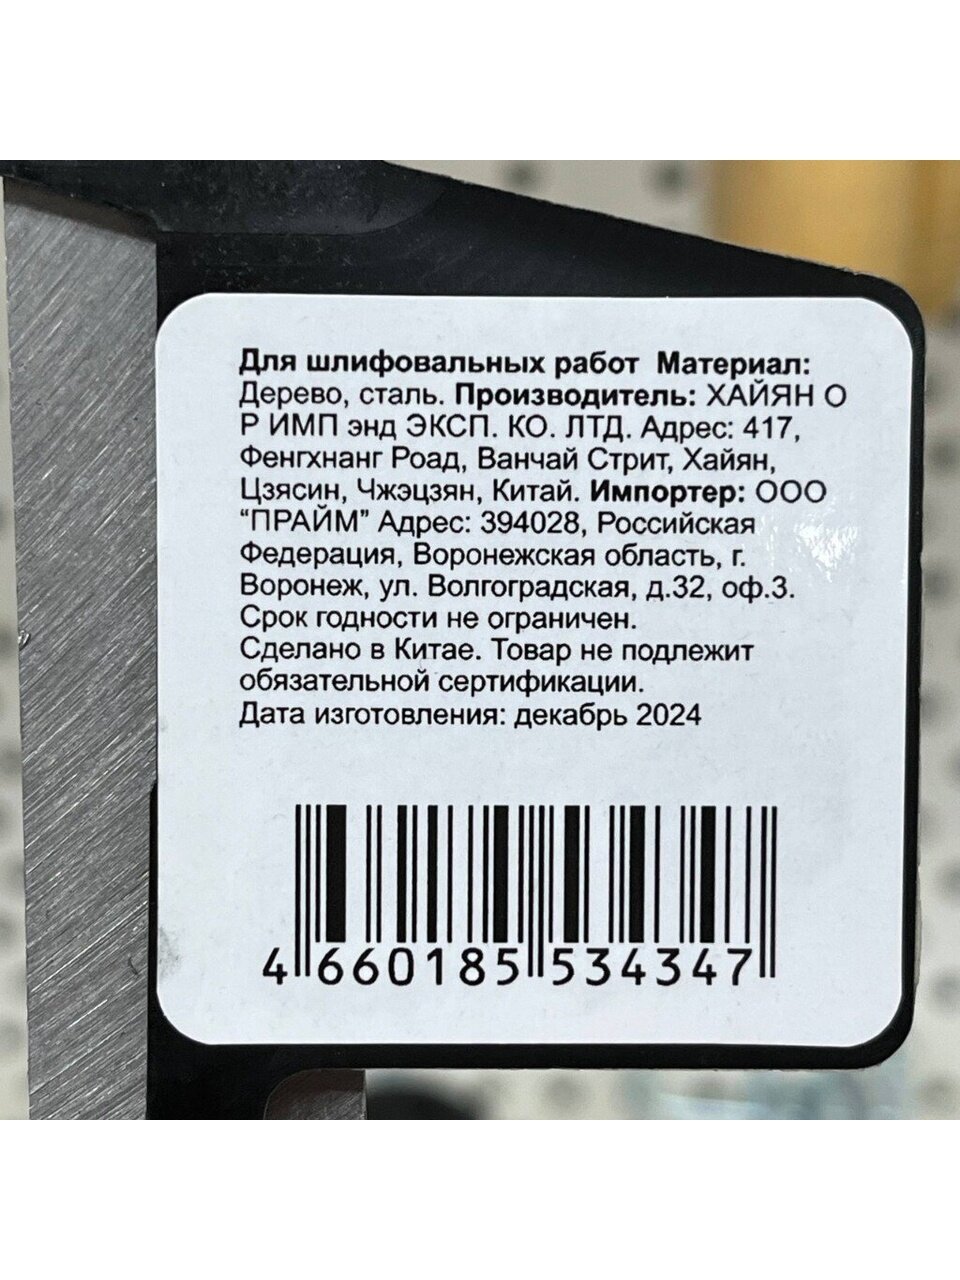 Для шлифовальных работ Материал:
Дерево, сталь. Производитель: ХАЙЯН О
Р ИМП энд ЭКСП. КО. ЛТД. Адрес: 417,
Фенгхнанг Роад, Ванчай Стрит, Хайян,
Цзясин, Чжэцзян, Китай. Импортер: ООО
“ПРАЙМ” Адрес: 394028, Российская
Федерация, Воронежская область, г.
Воронеж, ул. Волгоградская, д.32, оф.3.
Срок годности не ограничен.
Сделано в Китае. Товар не подлежит
обязательной сертификации.
Дата изготовления: декабрь 2024
4 660185 534347